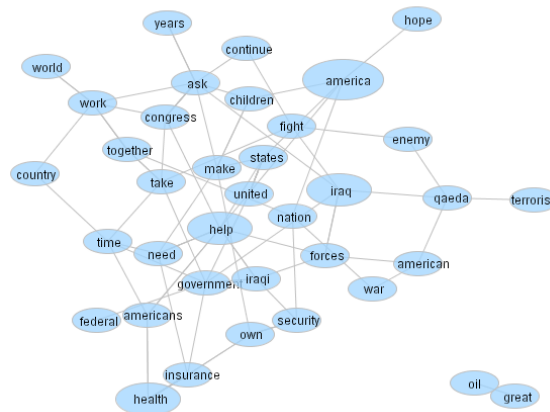 hope
years
continue
world
america
ask
children
work
congress
fight
enemy
together
states
make
country
take
united
iraq
qaeda
terroris
nation
help
time
need
forces
american
government
iraqi
war
federal
americans
security
own
insurance
oil
health
great